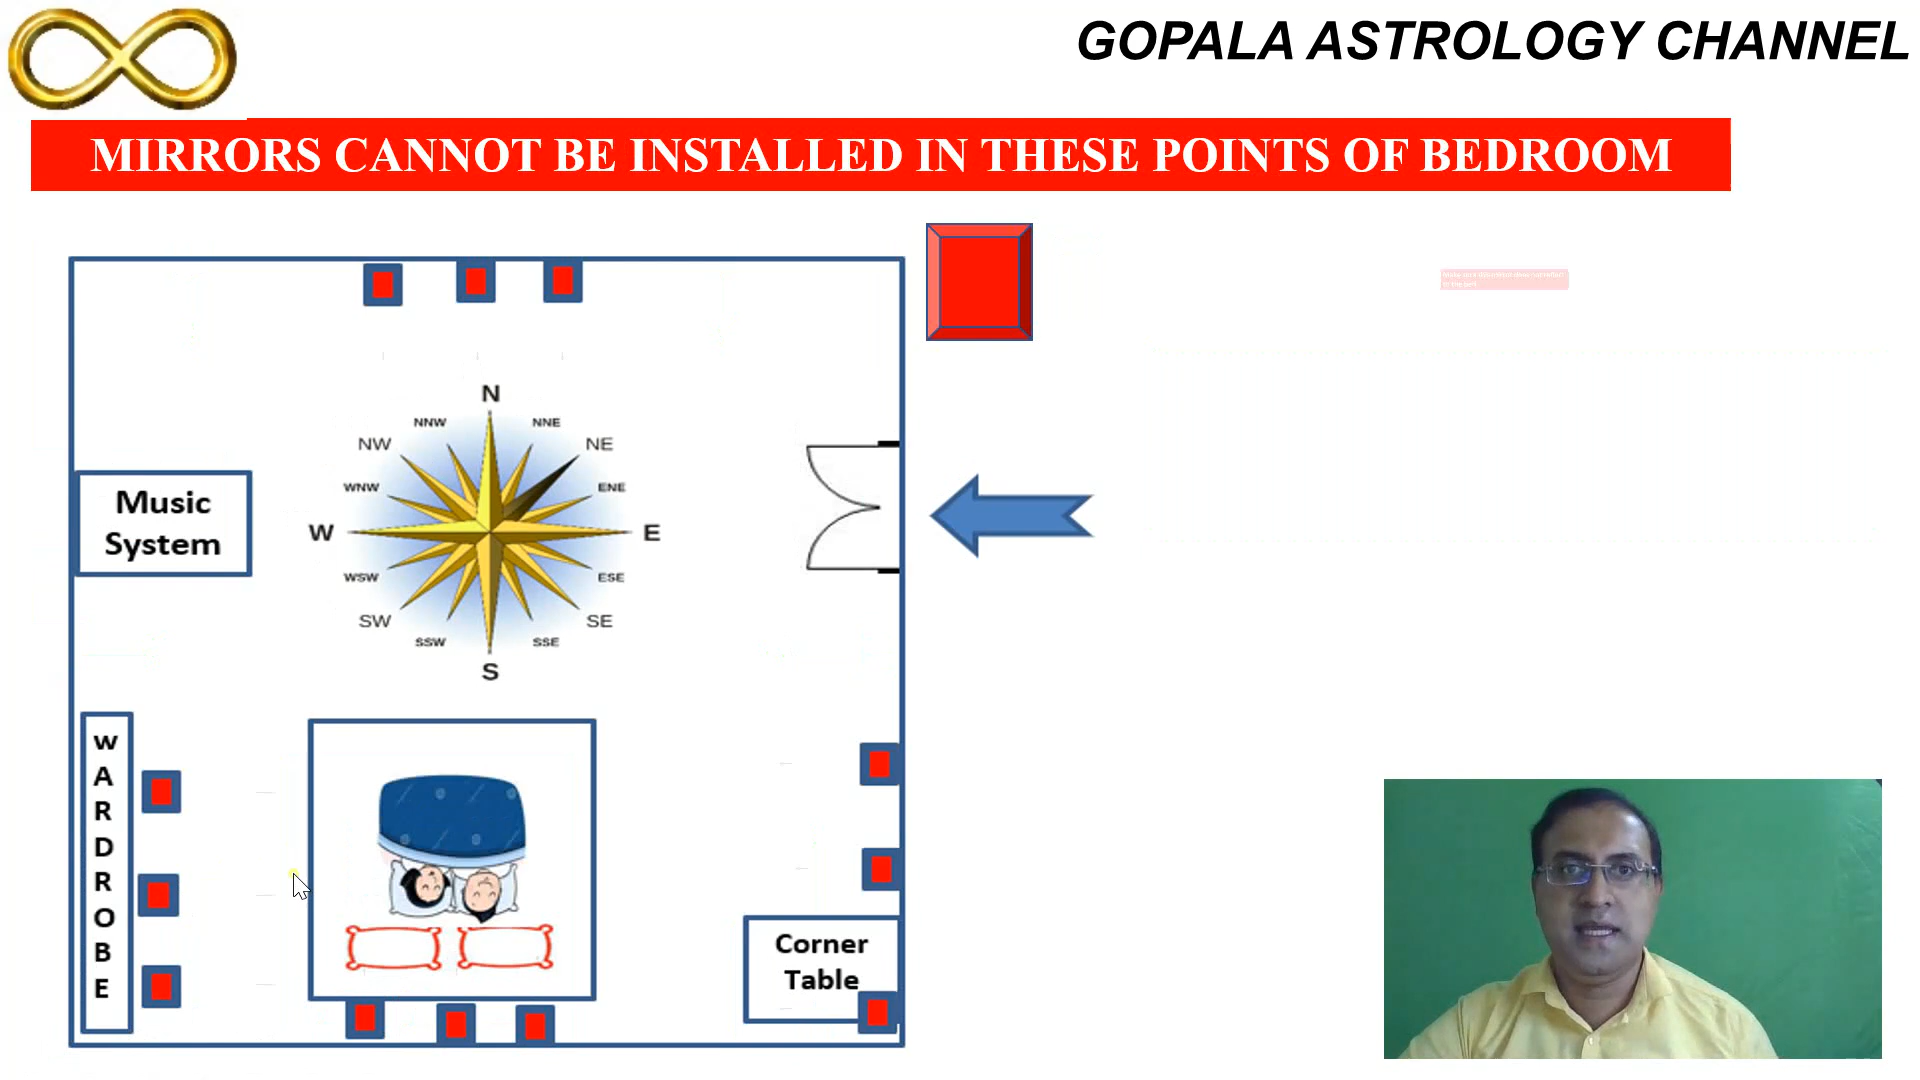 GOPALA ASTROLOGY CHANNEL
MIRRORS CANNOT BE INSTALLED IN THESE POINTS OF BEDROOM
N
NNW
NNE
NW
NE
WNW
ENE
Music
System
W
E
WSW
ESE
SW
SE
SSW
SSE
S
W
A
R
D
R
O
B
E
Corner
Table